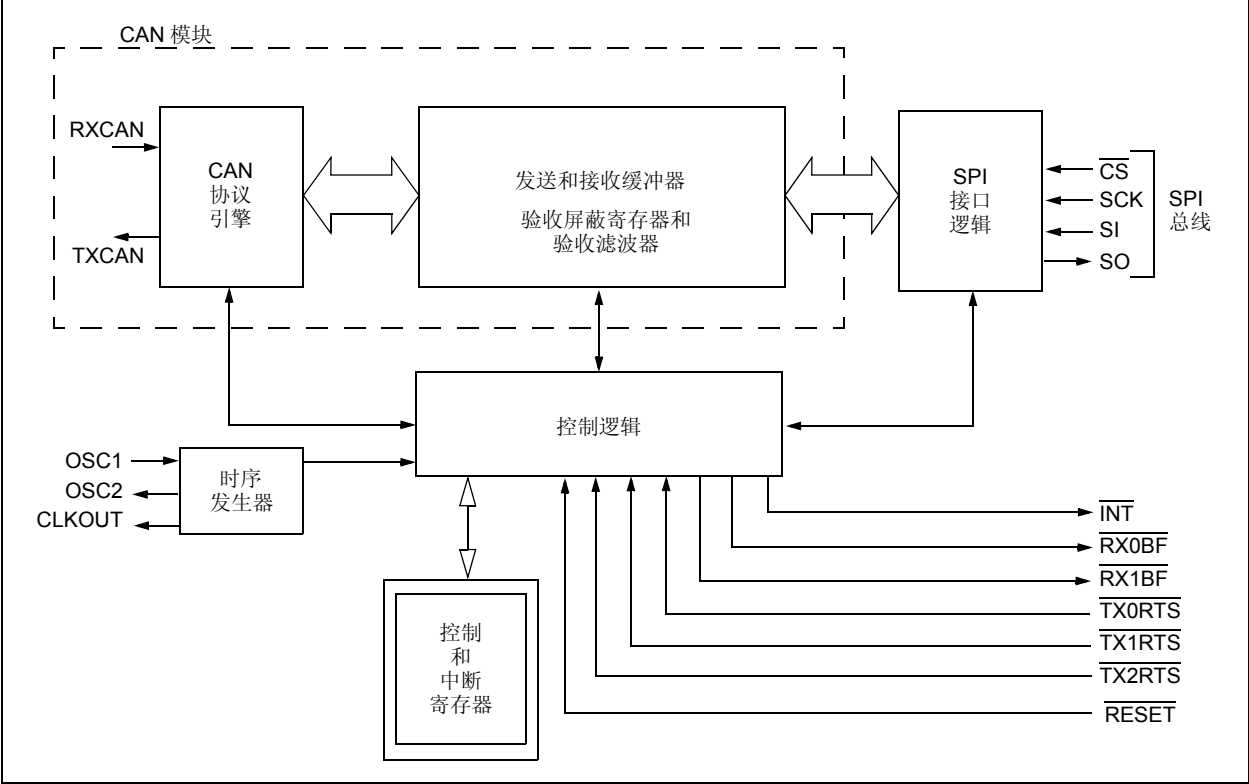 CAN 模块
RXCAN
TXCAN
CAN
协议
引擎
发送和接收缓冲器
验收屏蔽寄存器和
验收滤波器
SPI
接口
逻辑
CS
SCK
SI
SO
SPI
总线
控制逻辑
OSC1
OSC2
CLKOUT
时序
发生器
控制
和
中断
寄存器
INT
RX0BF
RX1BF
TX0RTS
TX1RTS
TX2RTS
RESET